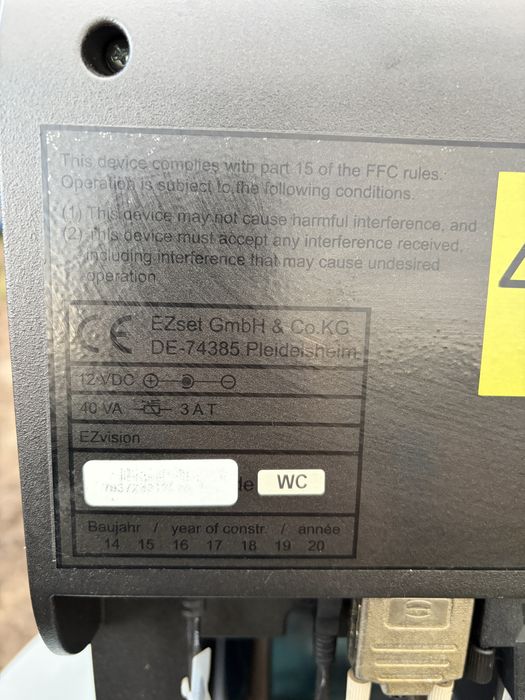 This device complies with part 15 of the FFC rules.
Operation is subject to the following conditions.
(1) This device may not cause harmful interference, and
(2) This device must accept any interference received,
including interference that may cause undesired
operation.
CE EZset GmbH & Co.KG
DE-74385 Pleidelsheim
12 VDC
40 VA 3 A T
EZvision
de WC
Baujahr / year of constr. / année
14 15 16 17 18 19 20